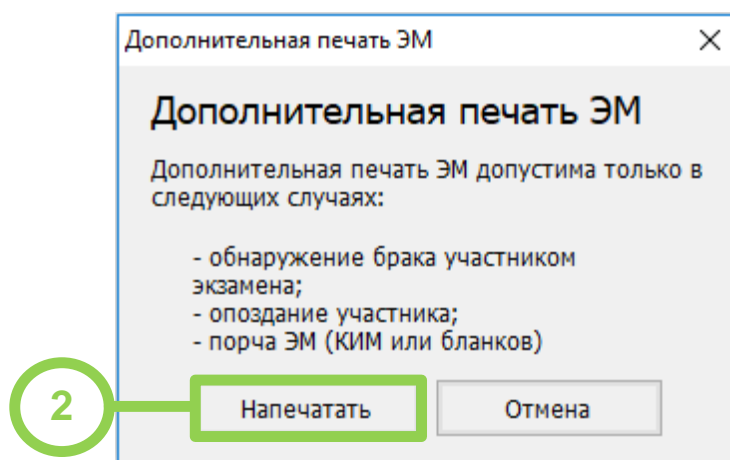 Дополнительная печать ЭМ
Дополнительная печать ЭМ
Дополнительная печать ЭМ допустима только в
следующих случаях:
- обнаружение брака участником
экзамена;
- опоздание участника;
- порча ЭМ (КИМ или бланков)
2
Напечатать
Отмена